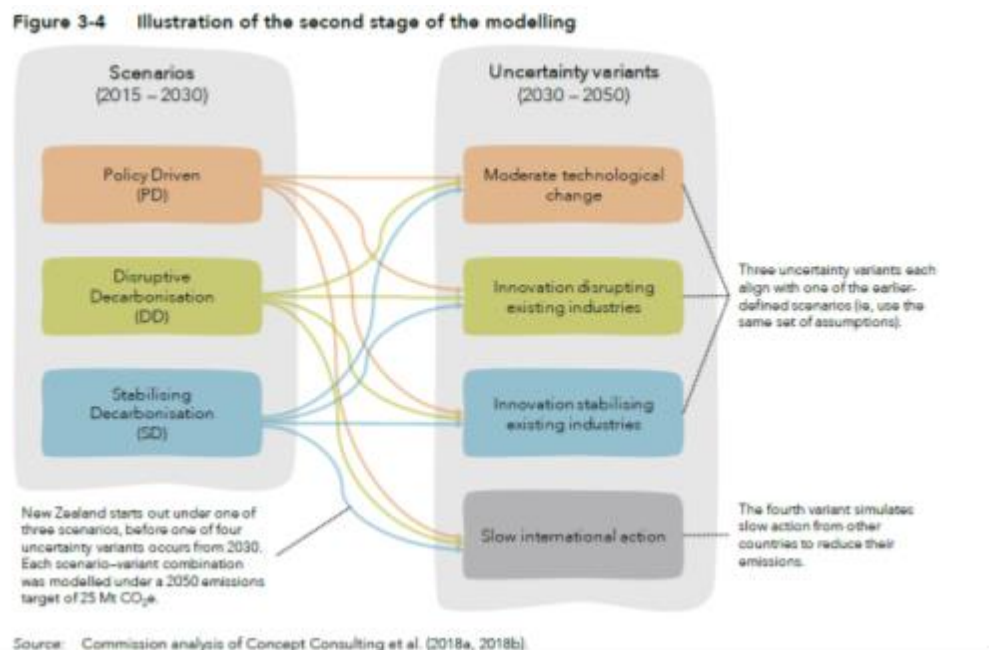 Figure 3-4 Illustration of the second stage of the modelling
Scenarios
(2015 – 2030)
Policy Driven
(PD)
Disruptive
Decarbonisation
(DD)
Stabilising
Decarbonisation
(SD)
New Zealand starts out under one of
three scenarios, before one of four
uncertainty variants occurs from 2030.
Each scenario–variant combination
was modelled under a 2050 emissions
target of 25 Mt CO₂e.
Uncertainty variants
(2030 – 2050)
Moderate technological
change
Innovation disrupting
existing industries
Innovation stabilising
existing industries
Slow international action
Three uncertainty variants each
align with one of the earlier-
defined scenarios (ie, use the
same set of assumptions).
The fourth variant simulates
slow action from other
countries to reduce their
emissions.
Source: Commission analysis of Concept Consulting et al. (2018a, 2018b).